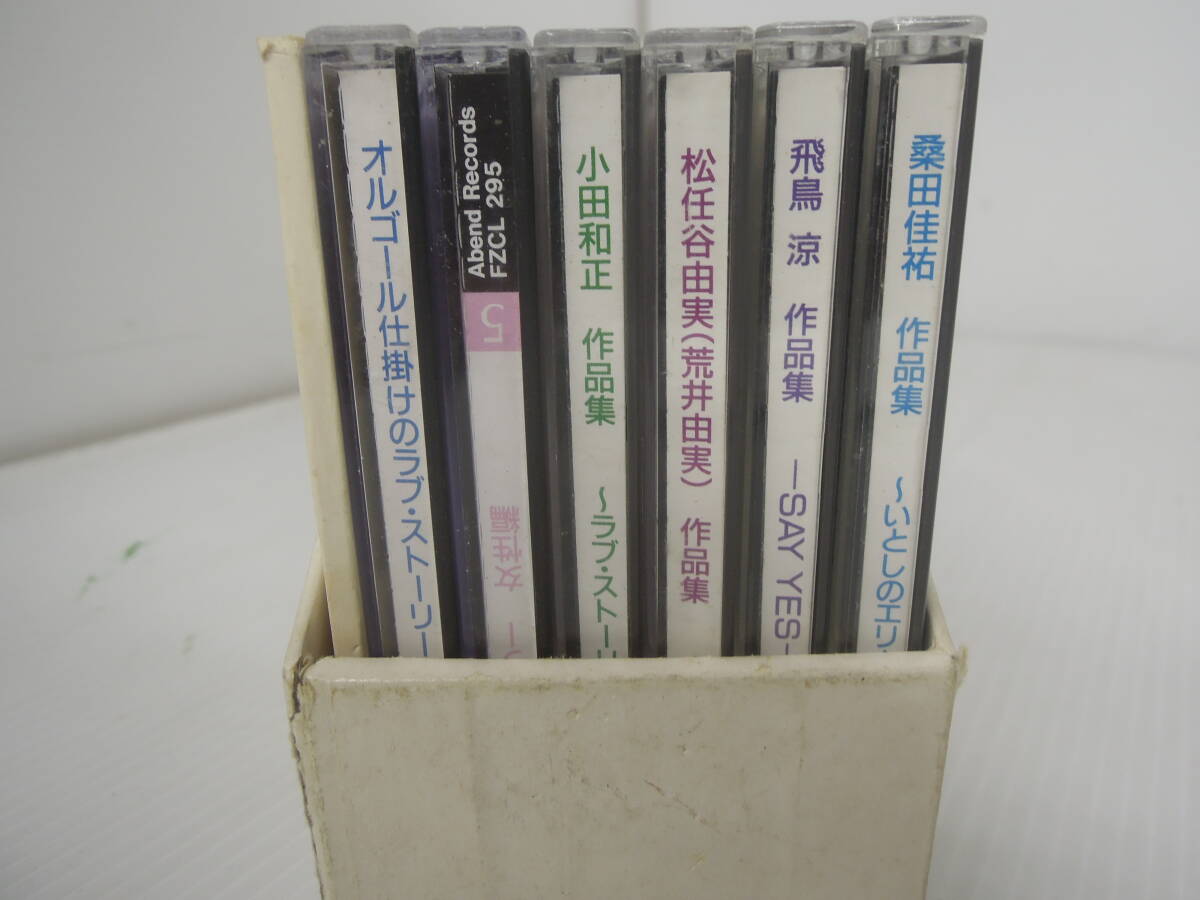 オルゴール仕掛けのラブ・ストーリー
Abend Records
FZCL 295
5
女性編
小田和正 作品集 ～ラブ・ストーリ
松任谷由実(荒井由実) 作品集
飛鳥 涼 作品集 —SAY YES-
桑田佳祐 作品集 ～いとしのエリ